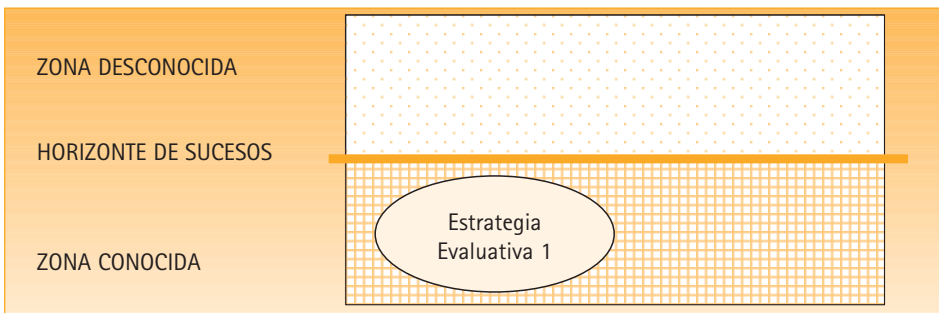 ZONA DESCONOCIDA
HORIZONTE DE SUCESOS
Estrategia
Evaluativa 1
ZONA CONOCIDA